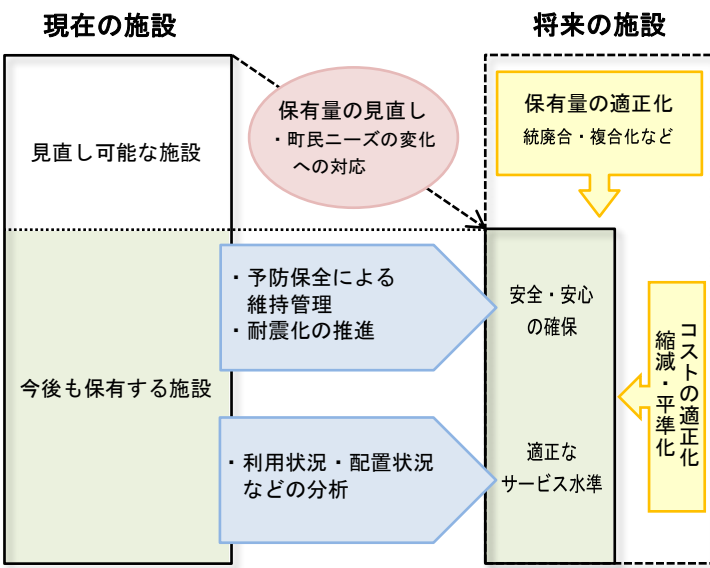 現在の施設
将来の施設
見直し可能な施設
保有量の見直し
・町民ニーズの変化
への対応
保有量の適正化
統廃合・複合化など
今後も保有する施設
・予防保全による
維持管理
・耐震化の推進
・利用状況・配置状況
などの分析
安全・安心
の確保
適正な
サービス水準
コストの適正化
縮減・平準化